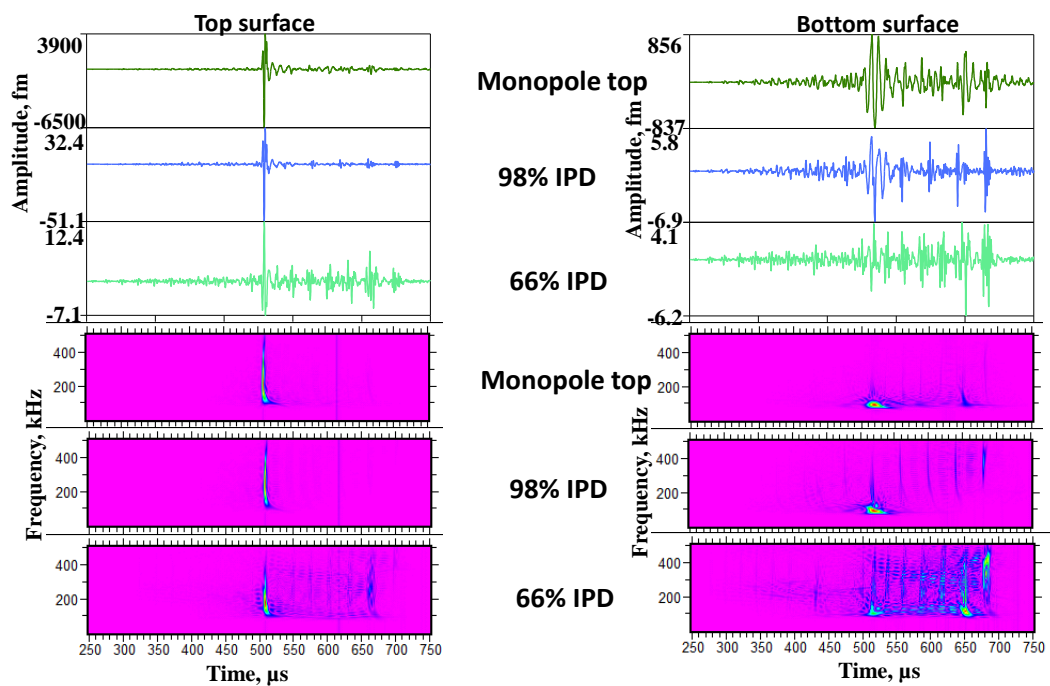 Top surface
Bottom surface
Amplitude, fm
3900
-6500
32.4
-51.1
12.4
-7.1
Monopole top
98% IPD
66% IPD
Amplitude, fm
856
-837
5.8
-6.9
4.1
-6.2
Frequency, kHz
400
200
400
200
400
200
Monopole top
98% IPD
66% IPD
Frequency, kHz
400
200
400
200
400
200
250 300 350 400 450 500 550 600 650 700 750
Time, μs
250 300 350 400 450 500 550 600 650 700 750
Time, μs